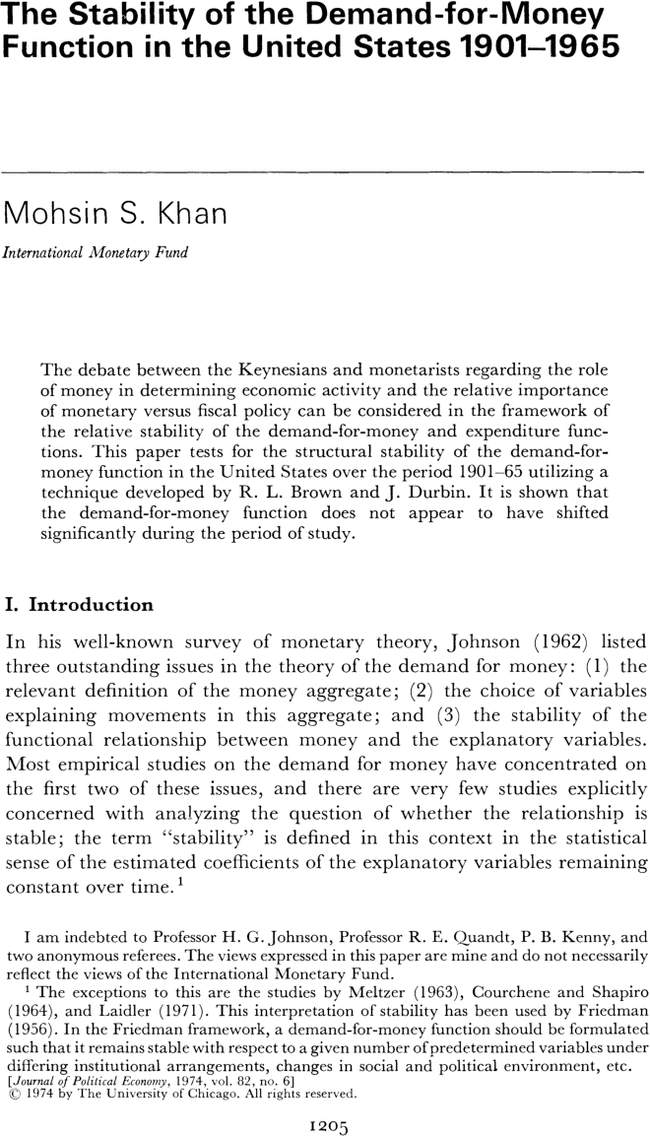 The Stability of the Demand-for-Money
Function in the United States 1901–1965
Mohsin S. Khan
International Monetary Fund
The debate between the Keynesians and monetarists regarding the role
of money in determining economic activity and the relative importance
of monetary versus fiscal policy can be considered in the framework of
the relative stability of the demand-for-money and expenditure func-
tions. This paper tests for the structural stability of the demand-for-
money function in the United States over the period 1901–65 utilizing a
technique developed by R. L. Brown and J. Durbin. It is shown that
the demand-for-money function does not appear to have shifted
significantly during the period of study.
I. Introduction
In his well-known survey of monetary theory, Johnson (1962) listed
three outstanding issues in the theory of the demand for money: (1) the
relevant definition of the money aggregate; (2) the choice of variables
explaining movements in this aggregate; and (3) the stability of the
functional relationship between money and the explanatory variables.
Most empirical studies on the demand for money have concentrated on
the first two of these issues, and there are very few studies explicitly
concerned with analyzing the question of whether the relationship is
stable; the term “stability” is defined in this context in the statistical
sense of the estimated coefficients of the explanatory variables remaining
constant over time.¹
I am indebted to Professor H. G. Johnson, Professor R. E. Quandt, P. B. Kenny, and
two anonymous referees. The views expressed in this paper are mine and do not necessarily
reflect the views of the International Monetary Fund.
¹ The exceptions to this are the studies by Meltzer (1963), Courchene and Shapiro
(1964), and Laidler (1971). This interpretation of stability has been used by Friedman
(1956). In the Friedman framework, a demand-for-money function should be formulated
such that it remains stable with respect to a given number of predetermined variables under
differing institutional arrangements, changes in social and political environment, etc.
[Journal of Political Economy, 1974, vol. 82, no. 6]
© 1974 by The University of Chicago. All rights reserved.
1205